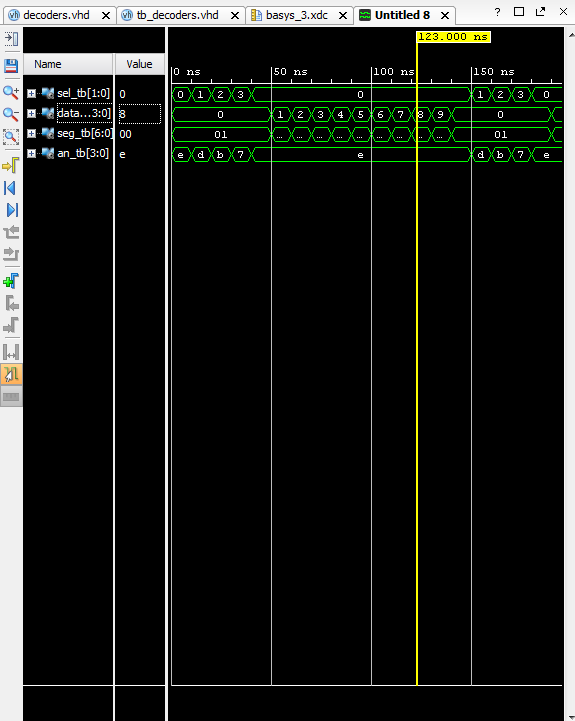 decoders.vhd tb_decoders.vhd basys_3.xdc Untitled 8
123.000 ns
Name Value
0 ns 50 ns 100 ns 150 ns
sel_tb[1:0] 0 0 1 2 3 0 1 2 3 0
data...3:0] 8 0 1 2 3 4 5 6 7 8 9 0
seg_tb[6:0] 00 01 ... ... ... ... ... ... ... ... ... 01
an_tb[3:0] e e d b 7 e d b 7 e